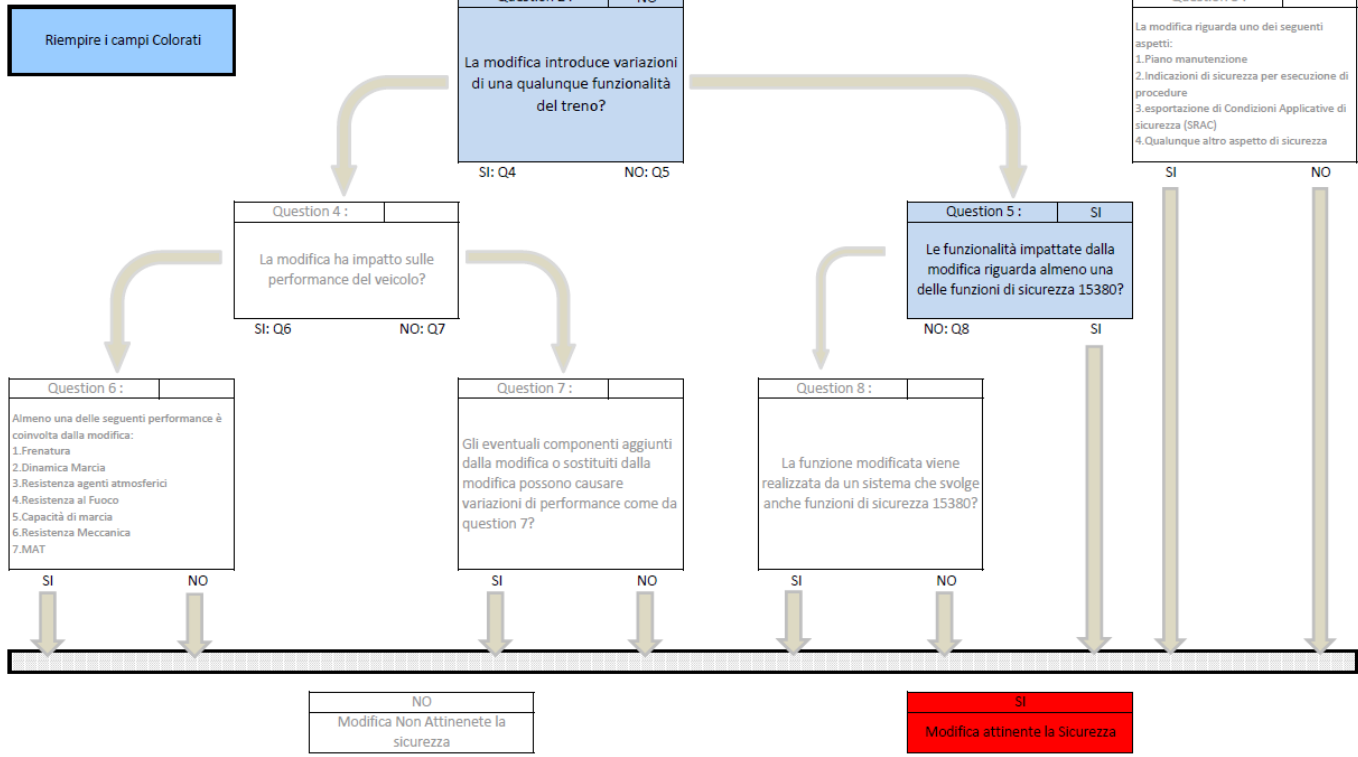 Question 2 : NO
Riempire i campi Colorati
La modifica introduce variazioni
di una qualunque funzionalità
del treno?
SI: Q4 NO: Q5
La modifica riguarda uno dei seguenti
aspetti:
1.Piano manutenzione
2.Indicazioni di sicurezza per esecuzione di
procedure
3.esportazione di Condizioni Applicative di
sicurezza (SRAC)
4.Qualunque altro aspetto di sicurezza
SI NO
Question 4 :
La modifica ha impatto sulle
performance del veicolo?
SI: Q6 NO: Q7
Question 5 : SI
Le funzionalità impattate dalla
modifica riguarda almeno una
delle funzioni di sicurezza 15380?
NO: Q8 SI
Question 6 :
Almeno una delle seguenti performance è
coinvolta dalla modifica:
1.Frenatura
2.Dinamica Marcia
3.Resistenza agenti atmosferici
4.Resistenza al Fuoco
5.Capacità di marcia
6.Resistenza Meccanica
7.MAT
SI NO
Question 7 :
Gli eventuali componenti aggiunti
dalla modifica o sostituiti dalla
modifica possono causare
variazioni di performance come da
question 7?
SI NO
Question 8 :
La funzione modificata viene
realizzata da un sistema che svolge
anche funzioni di sicurezza 15380?
SI NO
NO
Modifica Non Attinenete la
sicurezza
SI
Modifica attinente la Sicurezza